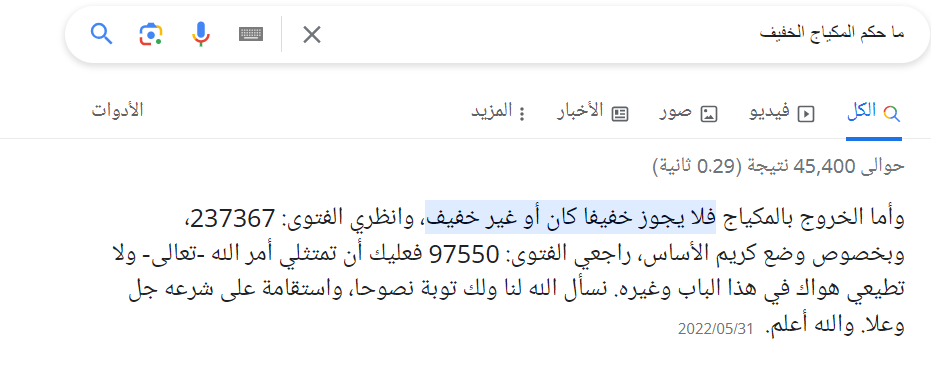 ما حكم المكياج الخفيف
الكل فيديو صور الأخبار المزيد الأدوات
حوالى 45,400 نتيجة (0.29 ثانية)
وأما الخروج بالمكياج فلا يجوز خفيفا كان أو غير خفيف، وانظري الفتوى: 237367،
وبخصوص وضع كريم الأساس، راجعي الفتوى: 97550 فعليك أن تمتثلي أمر الله -تعالى- ولا
تطيعي هواك في هذا الباب وغيره. نسأل الله لنا ولك توبة نصوحا، واستقامة على شرعه جل
وعلا. والله أعلم. 2022/05/31